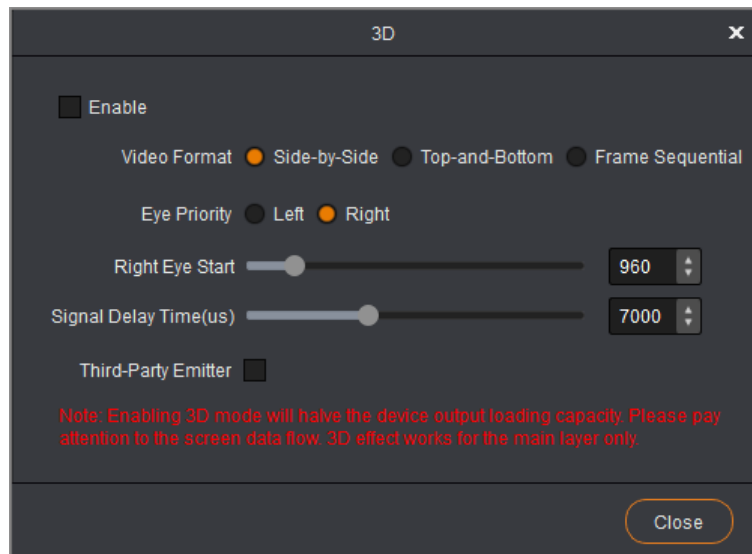 3D
Enable
Video Format Side-by-Side Top-and-Bottom Frame Sequential
Eye Priority Left Right
Right Eye Start 960
Signal Delay Time(us) 7000
Third-Party Emitter
Note: Enabling 3D mode will halve the device output loading capacity. Please pay
attention to the screen data flow. 3D effect works for the main layer only.
Close